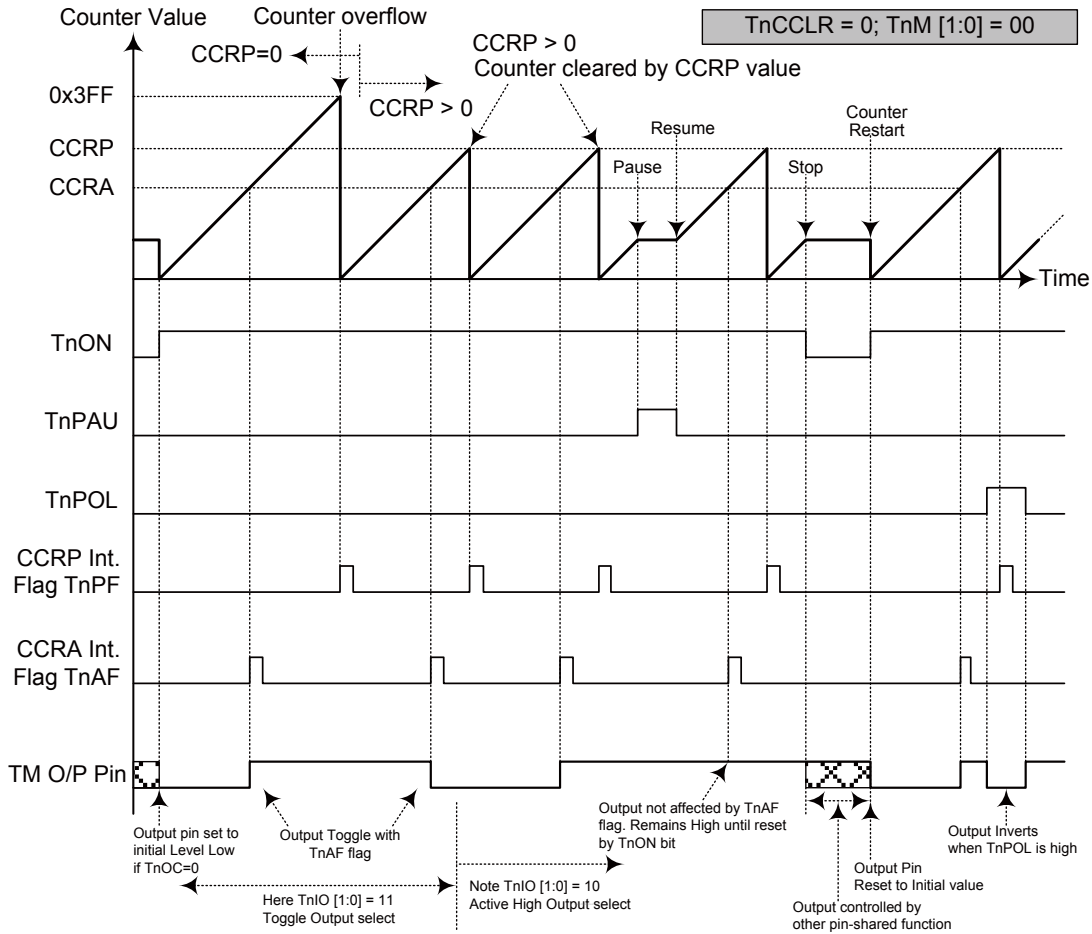 Counter Value
Counter overflow
TnCCLR = 0; TnM [1:0] = 00
CCRP=0
CCRP > 0
CCRP > 0
Counter cleared by CCRP value
0x3FF
CCRP
CCRA
Pause
Resume
Stop
Counter
Restart
Time
TnON
TnPAU
TnPOL
CCRP Int.
Flag TnPF
CCRA Int.
Flag TnAF
TM O/P Pin
Output pin set to
initial Level Low
if TnOC=0
Output Toggle with
TnAF flag
Output not affected by TnAF
flag. Remains High until reset
by TnON bit
Output Inverts
when TnPOL is high
Here TnIO [1:0] = 11
Toggle Output select
Note TnIO [1:0] = 10
Active High Output select
Output Pin
Reset to Initial value
Output controlled by
other pin-shared function